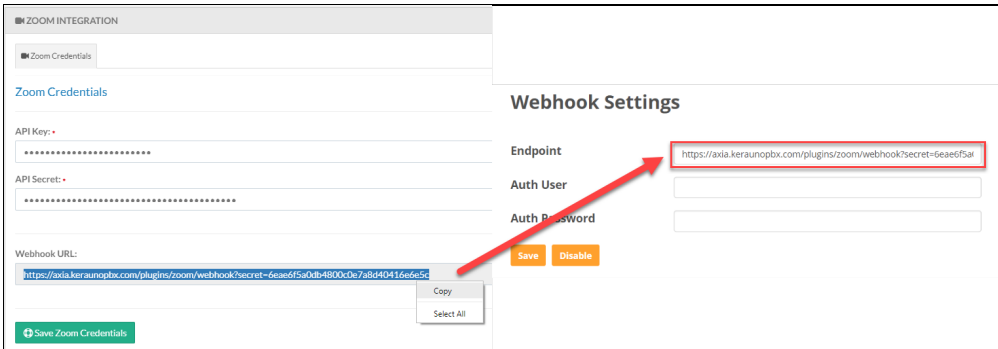 ZOOM INTEGRATION
Zoom Credentials
Zoom Credentials
API Key: •
•••••••••••••••••••••••
API Secret: •
••••••••••••••••••••••••••••••••••••••
Webhook URL:
https://axia.keraunopbx.com/plugins/zoom/webhook?secret=6eae6f5a0db4800c0e7a8d40416e6e5c
Copy
Select All
Save Zoom Credentials
Webhook Settings
Endpoint
https://axia.keraunopbx.com/plugins/zoom/webhook?secret=6eae6f5a0
Auth User
Auth Password
Save
Disable